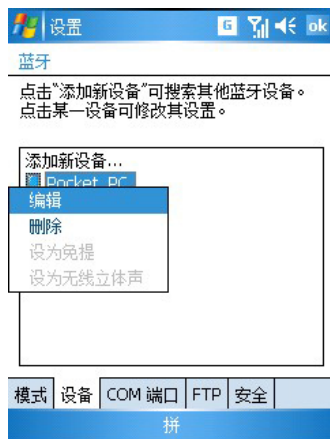 设置
G
ok
蓝牙
点击“添加新设备”可搜索其他蓝牙设备。
点击某一设备可修改其设置。
添加新设备...
Pocket PC
编辑
删除
设为免提
设为无线立体声
模式 设备 COM 端口 FTP 安全
拼